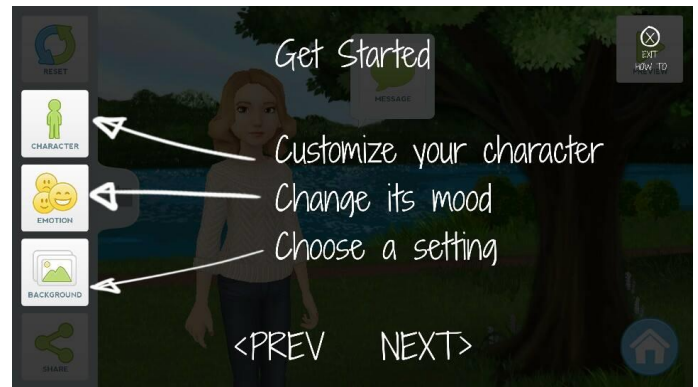 Get Started
EXIT
HOW TO
PREVIEW
RESET
MESSAGE
CHARACTER
Customize your character
EMOTION
Change its mood
BACKGROUND
Choose a setting
<PREV NEXT>
SHARE